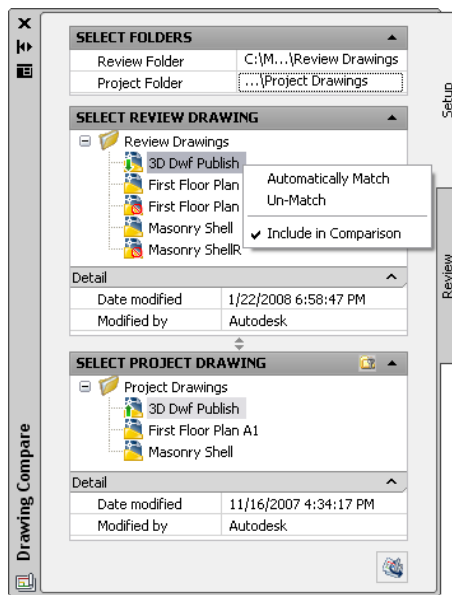 SELECT FOLDERS
Review Folder C:\M...\Review Drawings
Project Folder ...\Project Drawings
Setup
SELECT REVIEW DRAWING
Review Drawings
3D Dwf Publish
First Floor Plan
First Floor Plan
Masonry Shell
Masonry ShellR
Automatically Match
Un-Match
Include in Comparison
Review
Detail
Date modified 1/22/2008 6:58:47 PM
Modified by Autodesk
SELECT PROJECT DRAWING
Project Drawings
3D Dwf Publish
First Floor Plan A1
Masonry Shell
Detail
Date modified 11/16/2007 4:34:17 PM
Modified by Autodesk
Drawing Compare